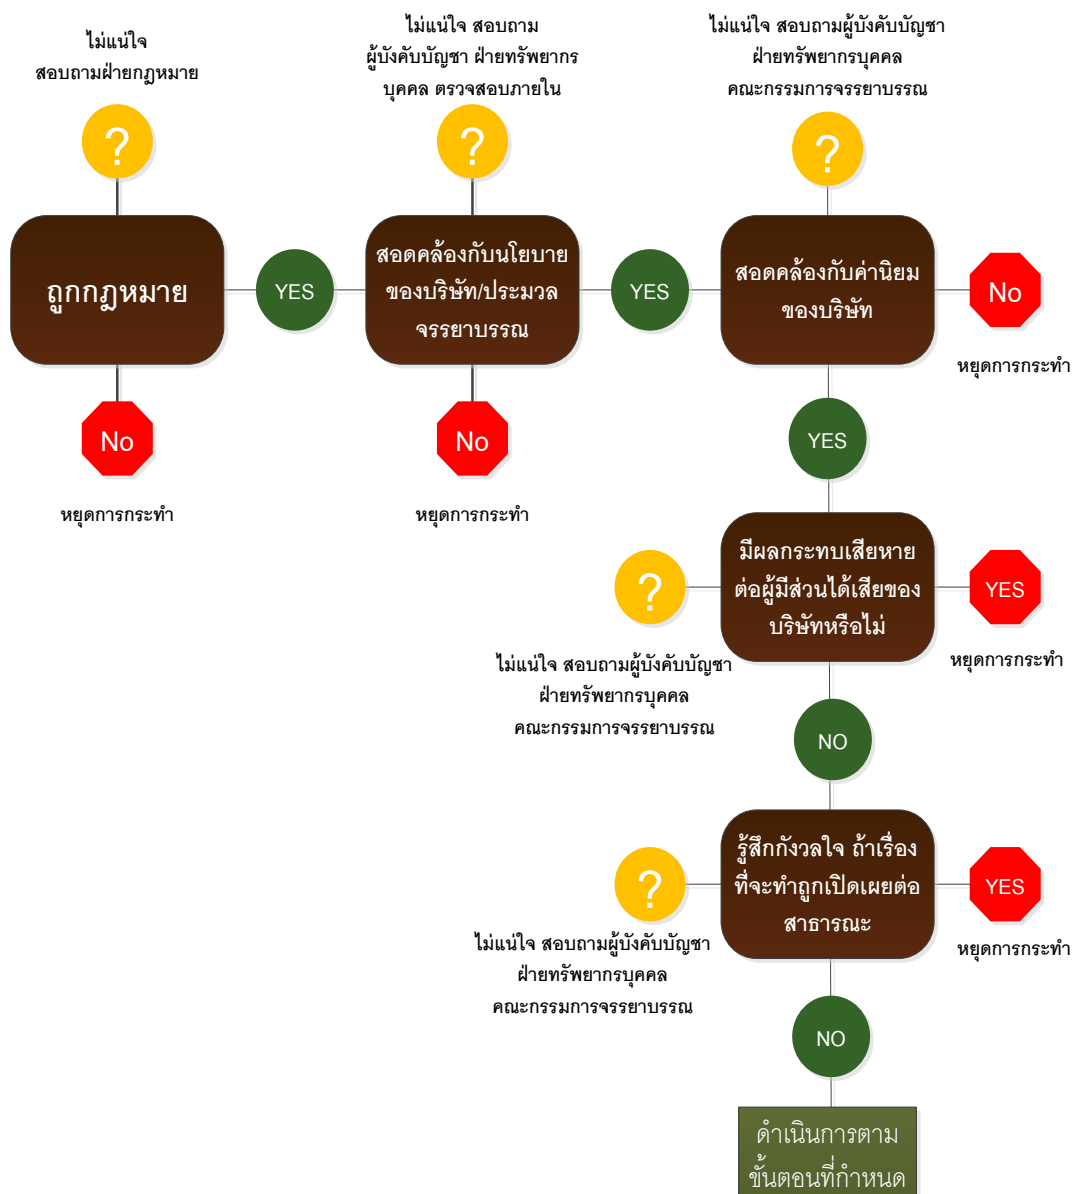 ไม่แน่ใจ
สอบถามฝ่ายกฎหมาย
ไม่แน่ใจ สอบถาม
ผู้บังคับบัญชา ฝ่ายทรัพยากร
บุคคล ตรวจสอบภายใน
ไม่แน่ใจ สอบถามผู้บังคับบัญชา
ฝ่ายทรัพยากรบุคคล
คณะกรรมการจรรยาบรรณ
?
?
?
ถูกกฎหมาย
YES
สอดคล้องกับนโยบาย
ของบริษัท/ประมวล
จรรยาบรรณ
YES
สอดคล้องกับค่านิยม
ของบริษัท
No
หยุดการกระทำ
No
หยุดการกระทำ
No
หยุดการกระทำ
YES
?
ไม่แน่ใจ สอบถามผู้บังคับบัญชา
ฝ่ายทรัพยากรบุคคล
คณะกรรมการจรรยาบรรณ
มีผลกระทบเสียหาย
ต่อผู้มีส่วนได้เสียของ
บริษัทหรือไม่
YES
หยุดการกระทำ
NO
?
ไม่แน่ใจ สอบถามผู้บังคับบัญชา
ฝ่ายทรัพยากรบุคคล
คณะกรรมการจรรยาบรรณ
รู้สึกกังวลใจ ถ้าเรื่อง
ที่จะทำถูกเปิดเผยต่อ
สาธารณะ
YES
หยุดการกระทำ
NO
ดำเนินการตาม
ขั้นตอนที่กำหนด